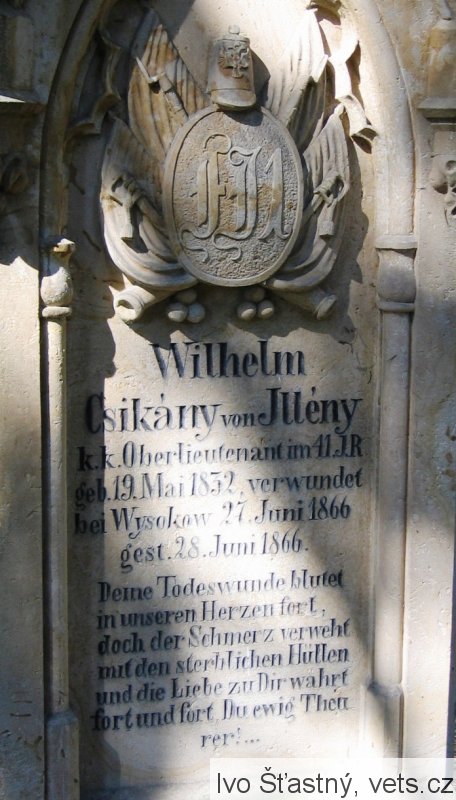 Wilhelm
Csikány von Illény
k.k. Oberlieutenant im 41. I.R
geb. 19. Mai 1832, verwundet
bei Wysokow 27. Juni 1866
gest. 28. Juni 1866.
Deine Todeswunde blutet
in unseren Herzen fort,
doch der Schmerz verweht
mit den sterblichen Hüllen
und die Liebe zu Dir währt
fort und fort, Du ewig Theu
rer!...
Ivo Šťastný, vets.cz